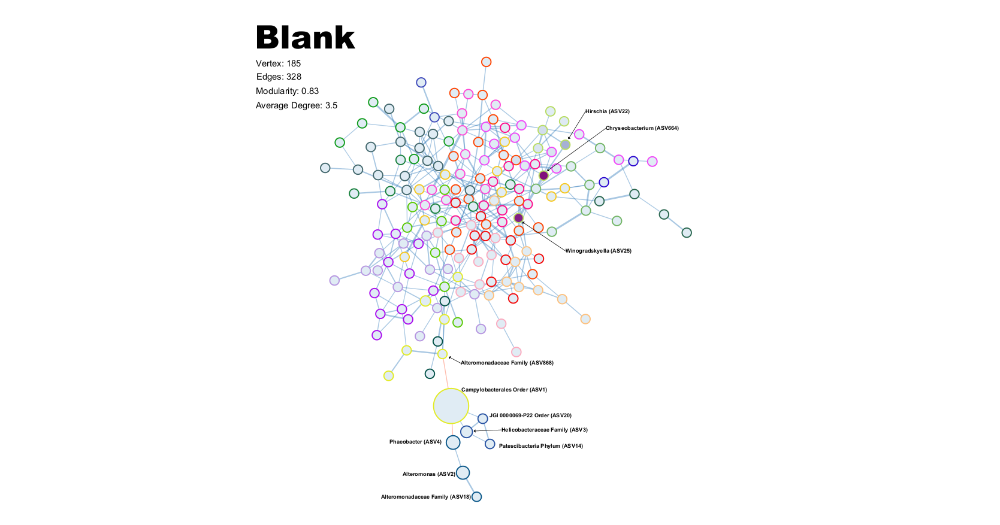 Blank
Vertex: 185
Edges: 328
Modularity: 0.83
Average Degree: 3.5
Hirschia (ASV22)
Chryseobacterium (ASV664)
Winogradskyella (ASV25)
Alteromonadaceae Family (ASV868)
Campylobacterales Order (ASV1)
JGI 0000069-P22 Order (ASV20)
Helicobacteraceae Family (ASV3)
Phaeobacter (ASV4)
Patescibacteria Phylum (ASV14)
Alteromonas (ASV2)
Alteromonadaceae Family (ASV18)